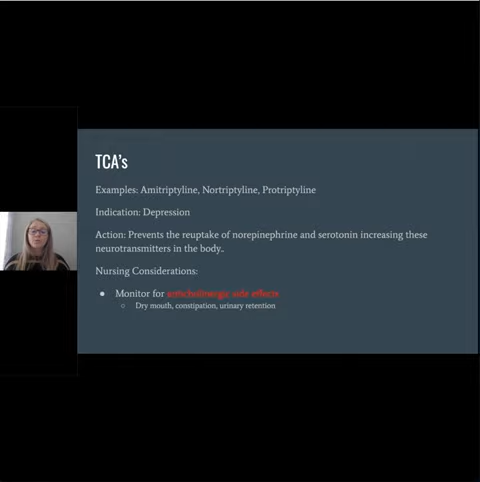 TCA's
Examples: Amitriptyline, Nortriptyline, Protriptyline
Indication: Depression
Action: Prevents the reuptake of norepinephrine and serotonin increasing these
neurotransmitters in the body..
Nursing Considerations:
● Monitor for anticholinergic side effects
○ Dry mouth, constipation, urinary retention